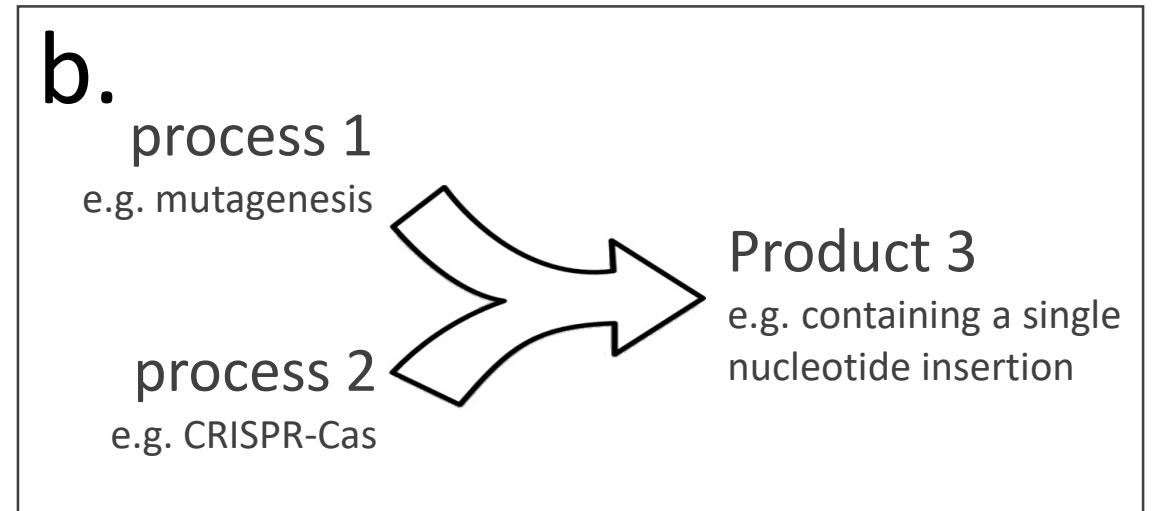 b.
process 1
e.g. mutagenesis
process 2
e.g. CRISPR-Cas
Product 3
e.g. containing a single
nucleotide insertion